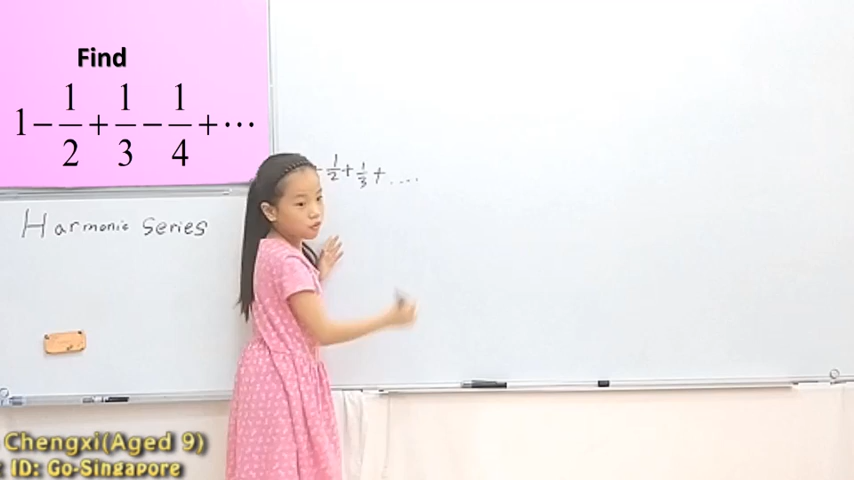 Find
1 - 1/2 + 1/3 - 1/4 + ⋯
- 1/2 + 1/3 + ....
Harmonic Series
Chengxi(Aged 9)
ID: Go-Singapore